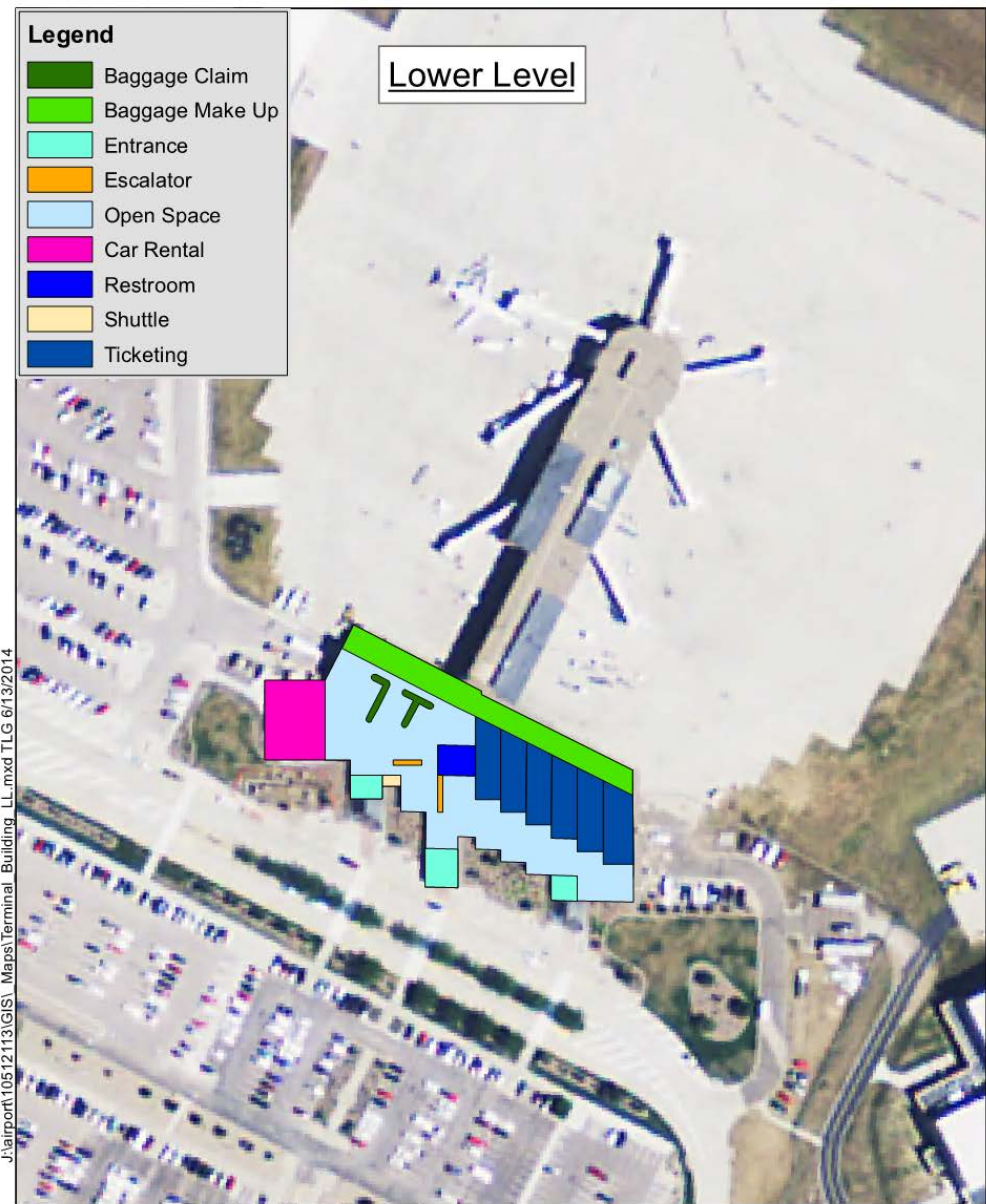 Legend
Baggage Claim
Baggage Make Up
Entrance
Escalator
Open Space
Car Rental
Restroom
Shuttle
Ticketing
Lower Level
J:\airport\10512113\GIS\_Maps\Terminal_Building_LL.mxd TLG 6/13/2014